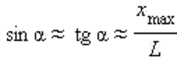 sin α ≈ tg α ≈ x_max / L